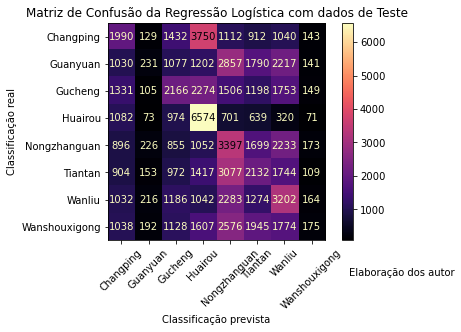 Matriz de Confusão da Regressão Logística com dados de Teste
Classificação real
Changping 1990 129 1432 3750 1112 912 1040 143
Guanyuan 1030 231 1077 1202 2857 1790 2217 141
Gucheng 1331 105 2166 2274 1506 1198 1753 149
Huairou 1082 73 974 6574 701 639 320 71
Nongzhanguan 896 226 855 1052 3397 1699 2233 173
Tiantan 904 153 972 1417 3077 2132 1744 109
Wanliu 1032 216 1186 1042 2283 1274 3202 164
Wanshouxigong 1038 192 1128 1607 2576 1945 1774 175
Changping Guanyuan Gucheng Huairou Nongzhanguan Tiantan Wanliu Wanshouxigong
Classificação prevista
6000
5000
4000
3000
2000
1000
Elaboração dos autor